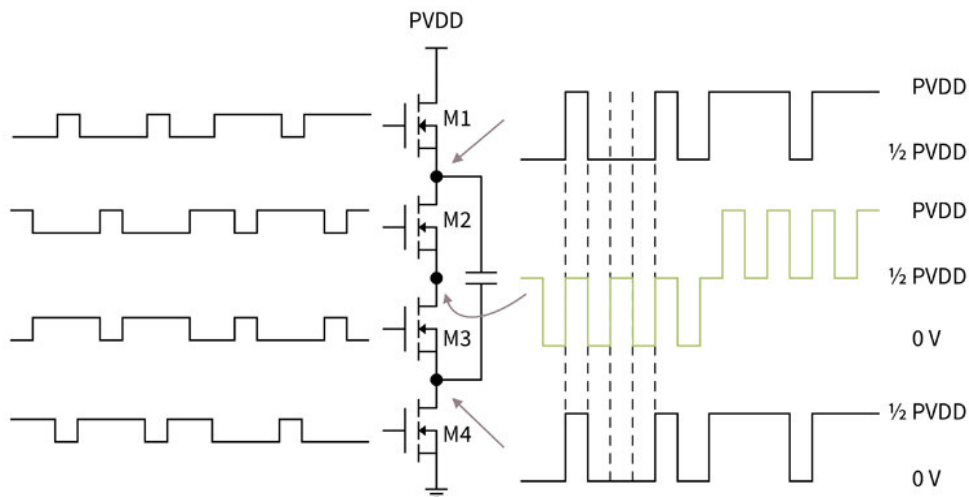 PVDD
M1
M2
M3
M4
PVDD
½ PVDD
PVDD
½ PVDD
0 V
½ PVDD
0 V